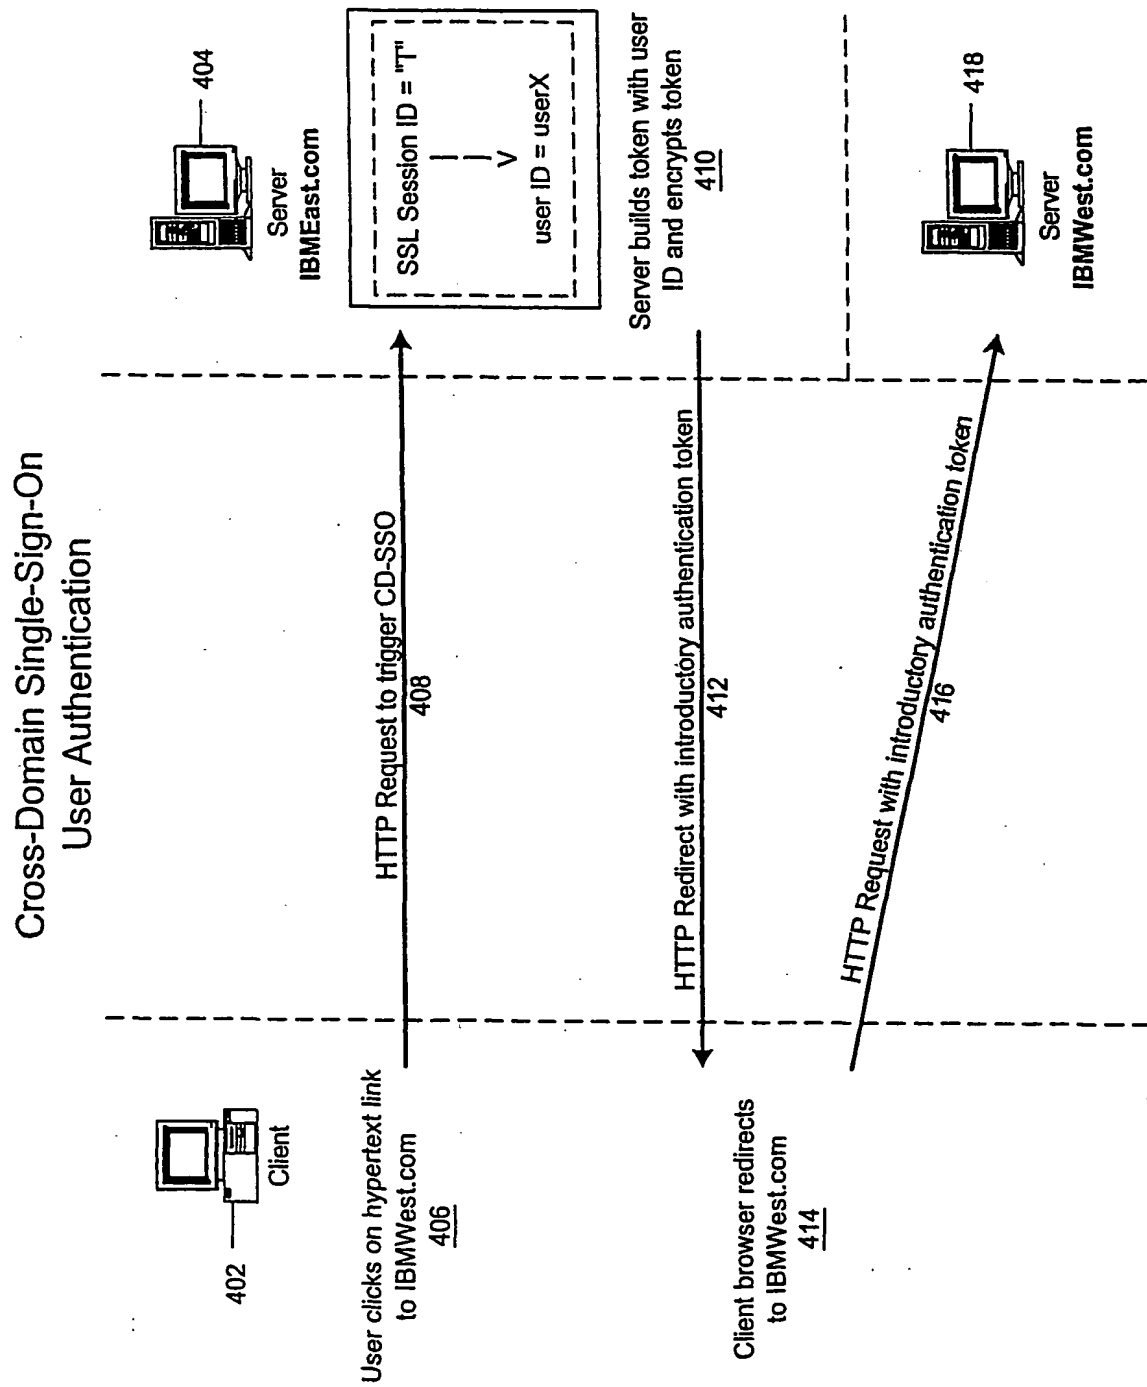 Cross-Domain Single-Sign-On
User Authentication
402
Client
404
Server
IBMEast.com
User clicks on hypertext link
to IBMWest.com
406
HTTP Request to trigger CD-SSO
408
SSL Session ID = "T"
V
user ID = userX
Server builds token with user
ID and encrypts token
410
HTTP Redirect with introductory authentication token
412
Client browser redirects
to IBMWest.com
414
HTTP Request with introductory authentication token
416
418
Server
IBMWest.com